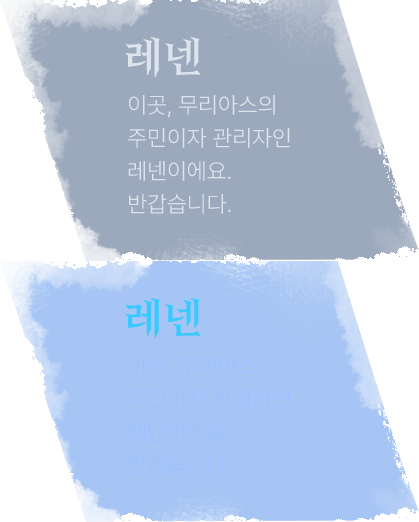 레넨
이곳, 무리아스의
주민이자 관리자인
레넨이에요.
반갑습니다.
레넨
이곳, 무리아스의
주민이자 관리자인
레넨이에요.
반갑습니다.